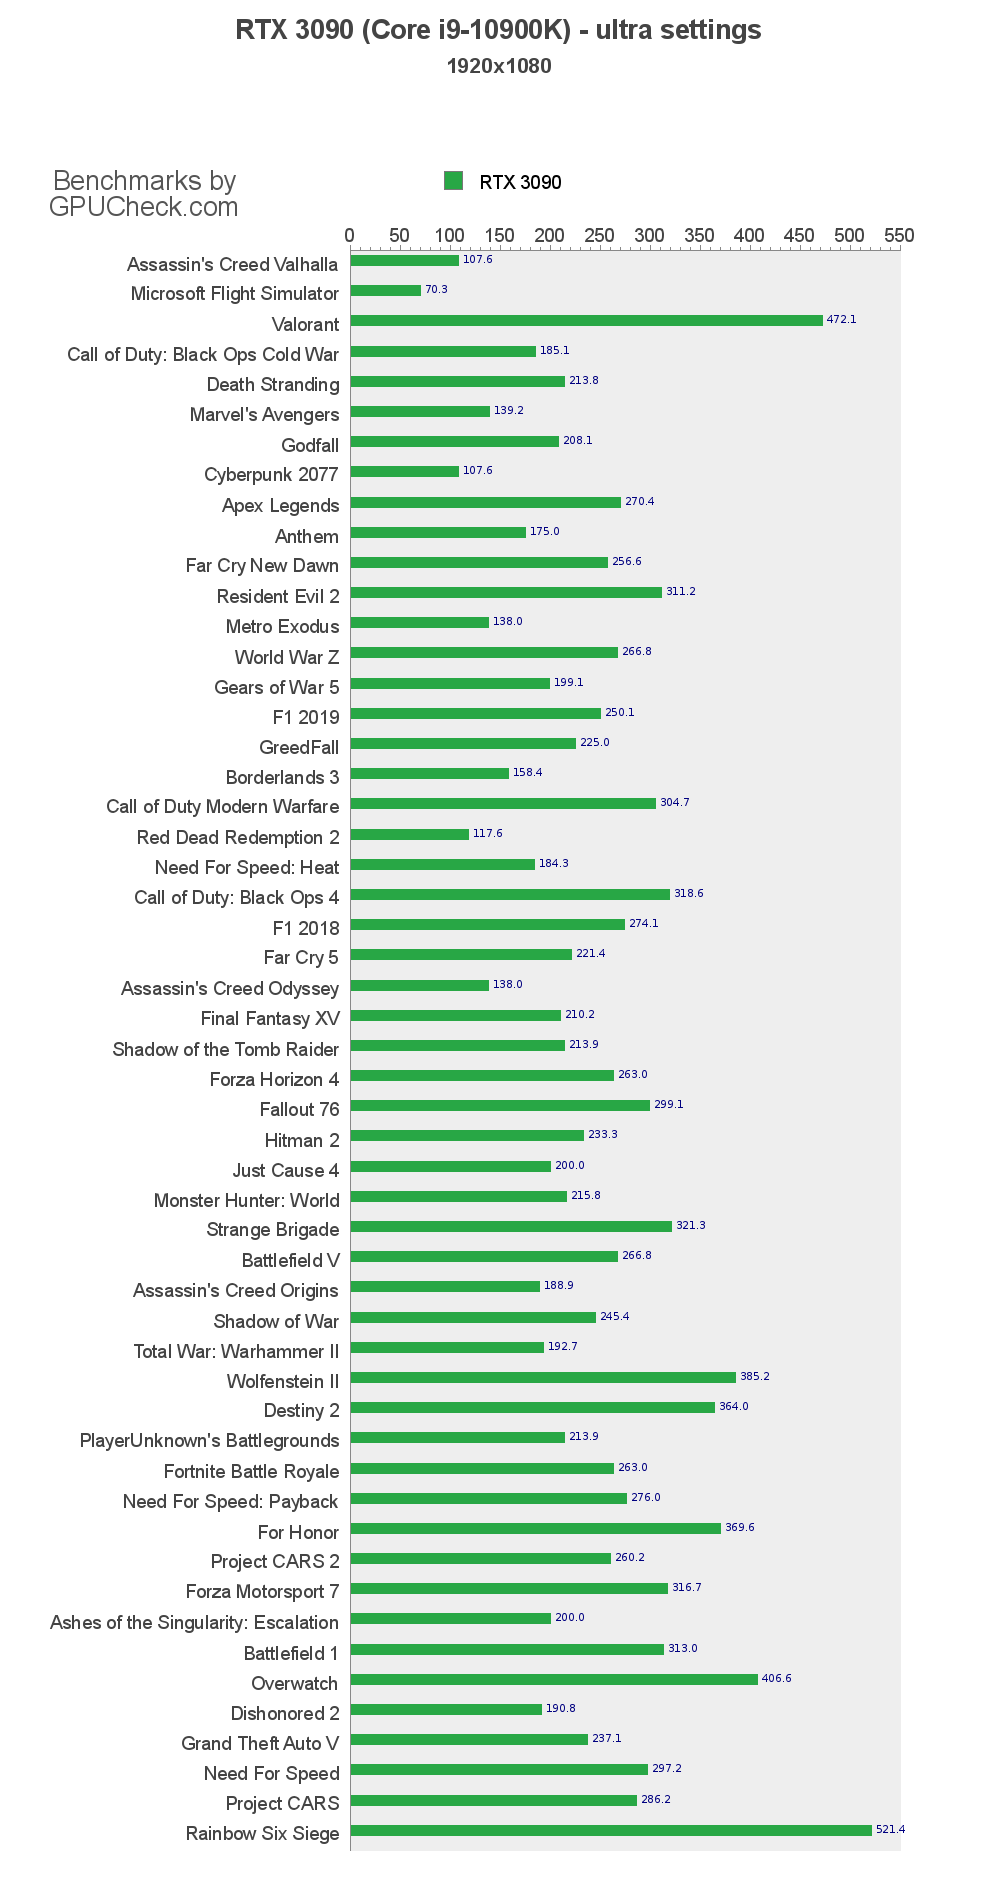 RTX 3090 (Core i9-10900K) - ultra settings
1920x1080
Benchmarks by
GPUCheck.com
RTX 3090
0 50 100 150 200 250 300 350 400 450 500 550
Assassin's Creed Valhalla 107.6
Microsoft Flight Simulator 70.3
Valorant 472.1
Call of Duty: Black Ops Cold War 185.1
Death Stranding 213.8
Marvel's Avengers 139.2
Godfall 208.1
Cyberpunk 2077 107.6
Apex Legends 270.4
Anthem 175.0
Far Cry New Dawn 256.6
Resident Evil 2 311.2
Metro Exodus 138.0
World War Z 266.8
Gears of War 5 199.1
F1 2019 250.1
GreedFall 225.0
Borderlands 3 158.4
Call of Duty Modern Warfare 304.7
Red Dead Redemption 2 117.6
Need For Speed: Heat 184.3
Call of Duty: Black Ops 4 318.6
F1 2018 274.1
Far Cry 5 221.4
Assassin's Creed Odyssey 138.0
Final Fantasy XV 210.2
Shadow of the Tomb Raider 213.9
Forza Horizon 4 263.0
Fallout 76 299.1
Hitman 2 233.3
Just Cause 4 200.0
Monster Hunter: World 215.8
Strange Brigade 321.3
Battlefield V 266.8
Assassin's Creed Origins 188.9
Shadow of War 245.4
Total War: Warhammer II 192.7
Wolfenstein II 385.2
Destiny 2 364.0
PlayerUnknown's Battlegrounds 213.9
Fortnite Battle Royale 263.0
Need For Speed: Payback 276.0
For Honor 369.6
Project CARS 2 260.2
Forza Motorsport 7 316.7
Ashes of the Singularity: Escalation 200.0
Battlefield 1 313.0
Overwatch 406.6
Dishonored 2 190.8
Grand Theft Auto V 237.1
Need For Speed 297.2
Project CARS 286.2
Rainbow Six Siege 521.4